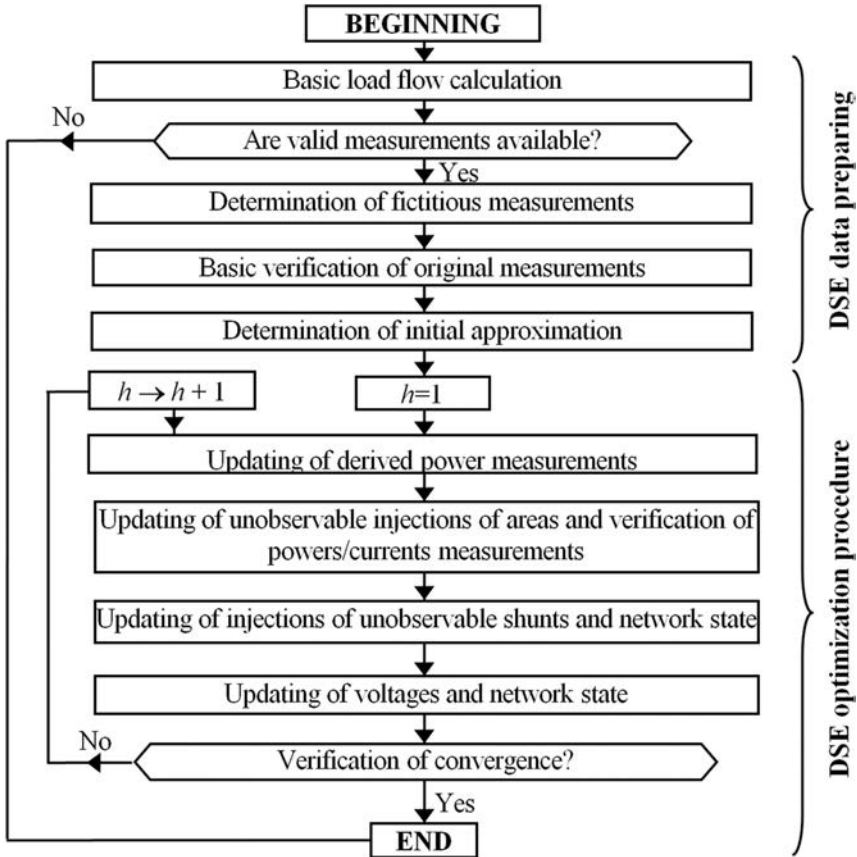 BEGINNING
Basic load flow calculation
No
Are valid measurements available?
Yes
Determination of fictitious measurements
Basic verification of original measurements
Determination of initial approximation
DSE data preparing
h → h + 1
h=1
Updating of derived power measurements
Updating of unobservable injections of areas and verification of
powers/currents measurements
Updating of injections of unobservable shunts and network state
Updating of voltages and network state
No
Verification of convergence?
Yes
END
DSE optimization procedure